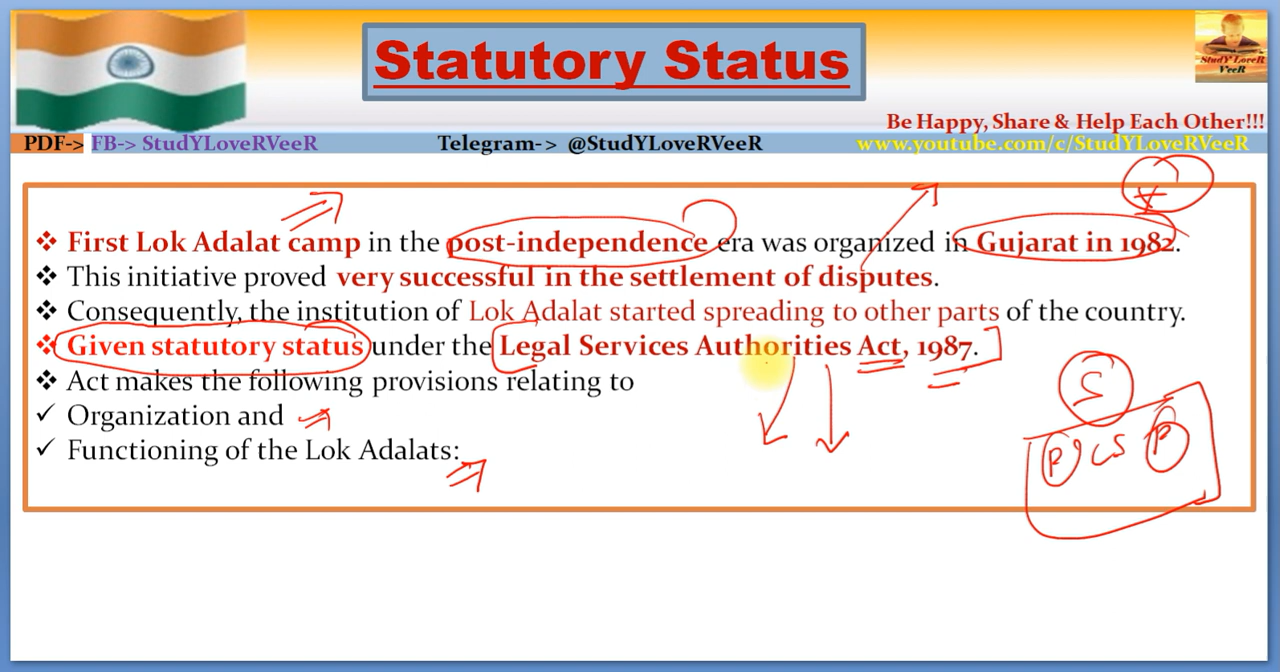 Statutory Status
StudY LoveR
VeeR
Be Happy, Share & Help Each Other!!!
PDF-> FB-> StudYLoveRVeeR Telegram-> @StudYLoveRVeeR www.youtube.com/c/StudYLoveRVeeR
❖ First Lok Adalat camp in the post-independence era was organized in Gujarat in 1982.
❖ This initiative proved very successful in the settlement of disputes.
❖ Consequently, the institution of Lok Adalat started spreading to other parts of the country.
❖ Given statutory status under the Legal Services Authorities Act, 1987.
❖ Act makes the following provisions relating to
✓ Organization and
✓ Functioning of the Lok Adalats: